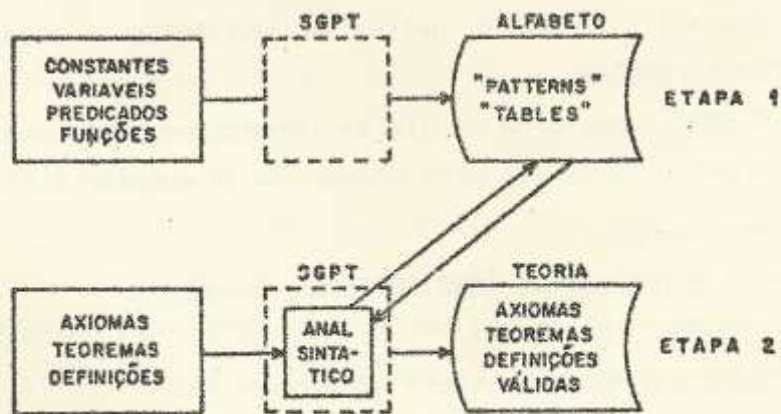 SGPT
ALFABETO
CONSTANTES
VARIAVEIS
PREDICADOS
FUNÇÕES
"PATTERNS"
"TABLES"
ETAPA 1
SGPT
TEORIA
AXIOMAS
TEOREMAS
DEFINIÇÕES
ANAL
SINTA-
TICO
AXIOMAS
TEOREMAS
DEFINIÇÕES
VÁLIDAS
ETAPA 2